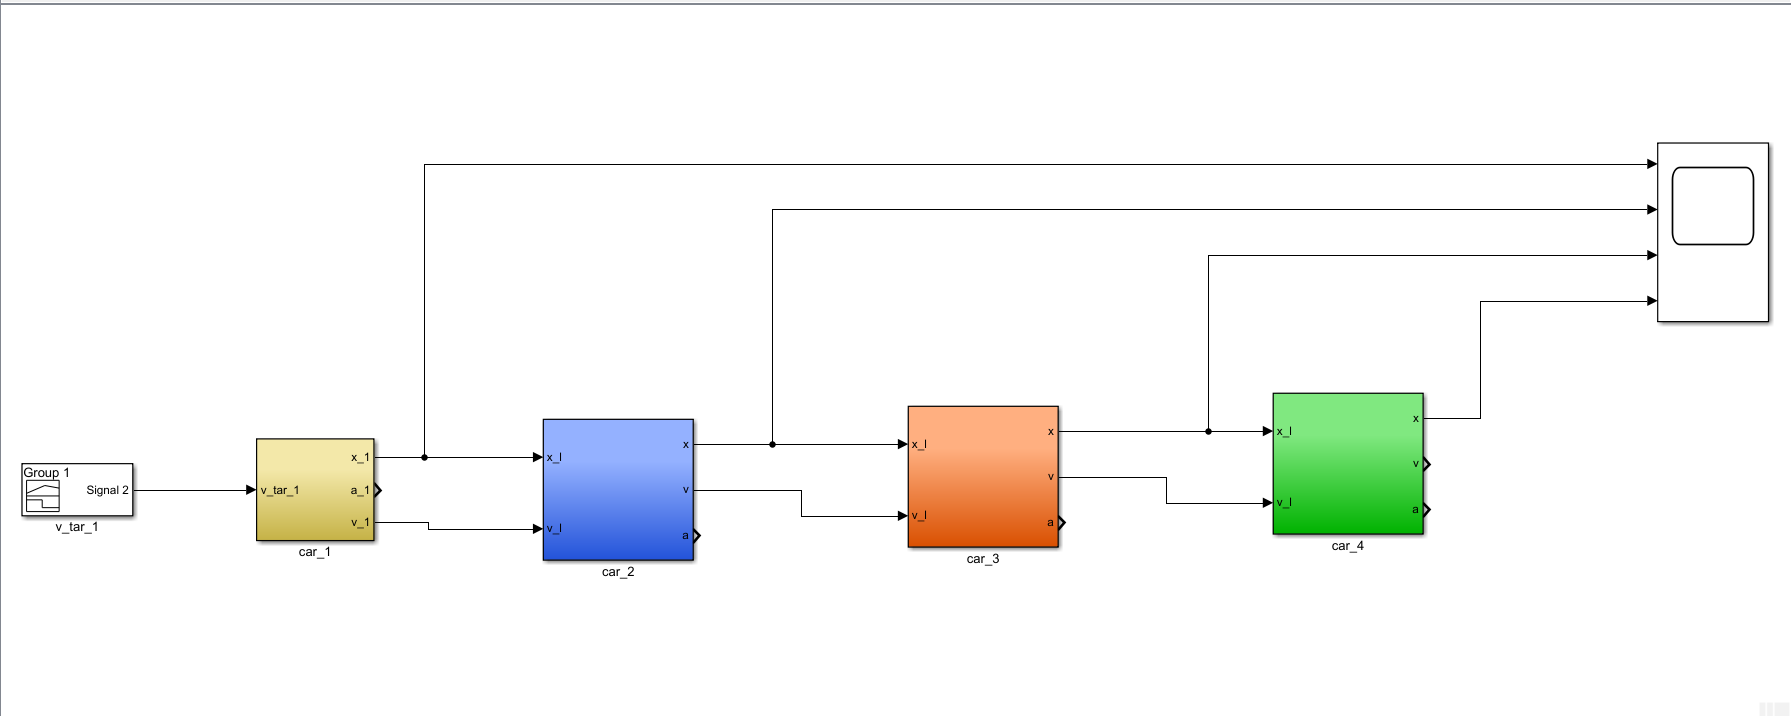 Group 1
Signal 2
v_tar_1
v_tar_1
x_1
a_1
v_1
car_1
x_l
v_l
x
v
a
car_2
x_l
v_l
x
v
a
car_3
x_l
v_l
x
v
a
car_4